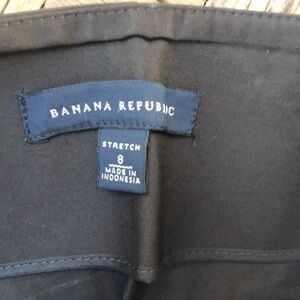 BANANA REPUBLIC
STRETCH
8
MADE IN
INDONESIA